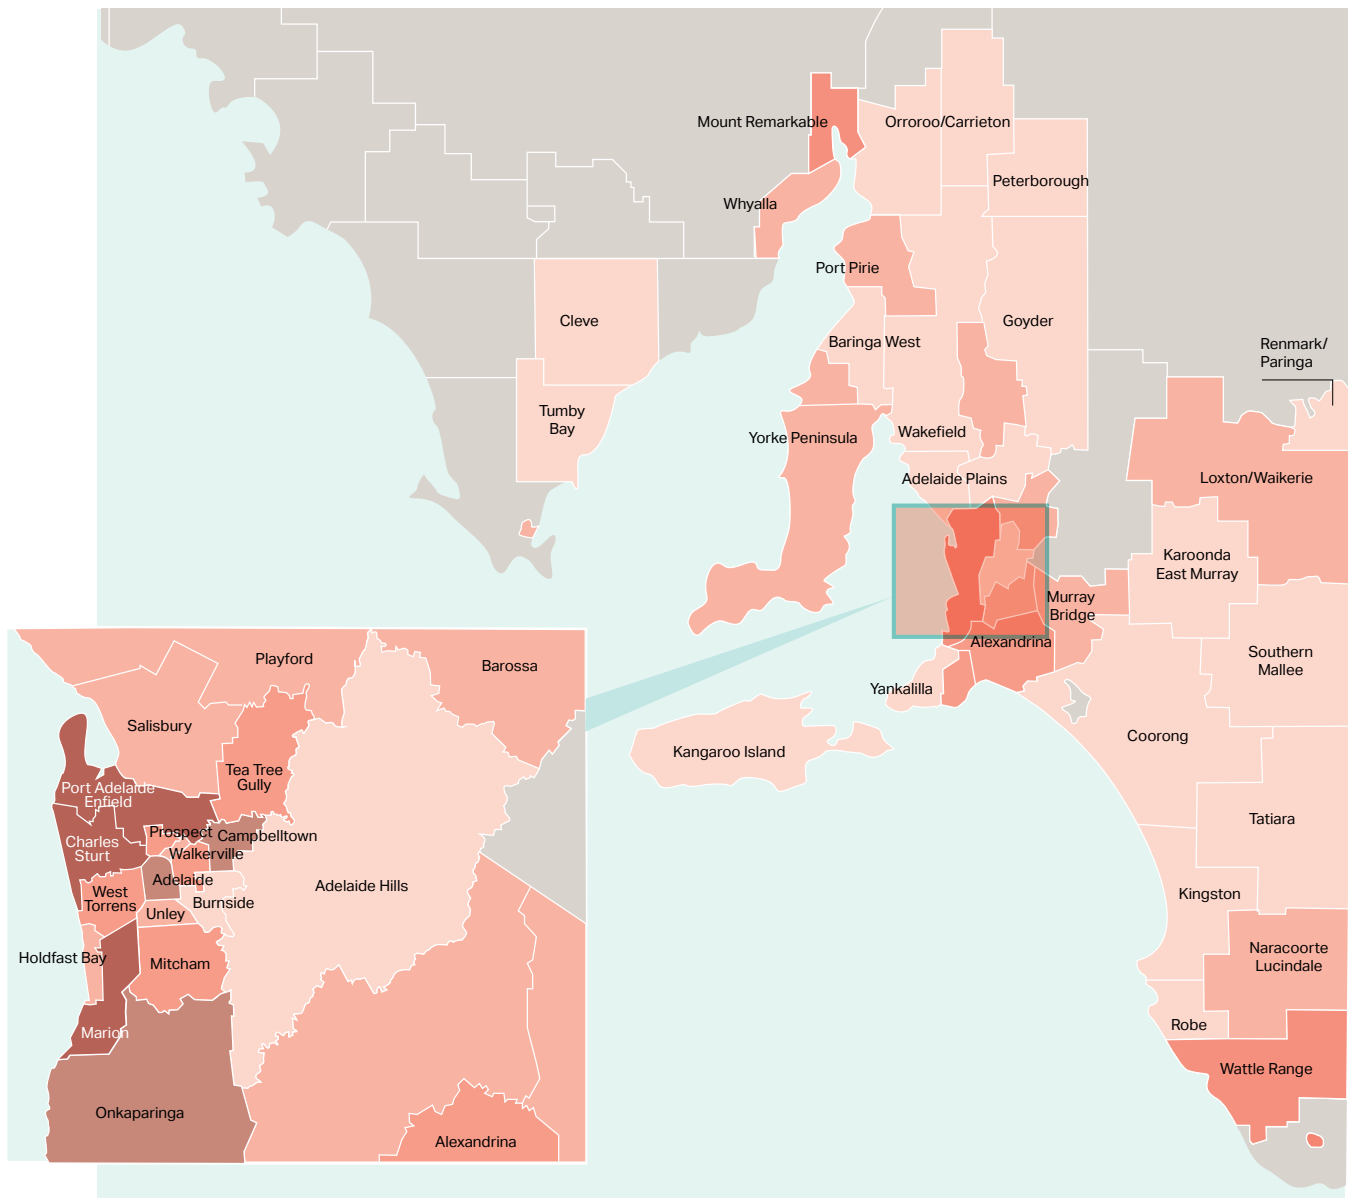 Mount Remarkable
Orroroo/Carrieton
Peterborough
Whyalla
Port Pirie
Cleve
Goyder
Baringa West
Renmark/
Paringa
Tumby
Bay
Yorke Peninsula
Wakefield
Adelaide Plains
Loxton/Waikerie
Karoonda
East Murray
Murray
Bridge
Alexandrina
Southern
Mallee
Yankalilla
Kangaroo Island
Coorong
Tatiara
Kingston
Naracoorte
Lucindale
Robe
Wattle Range
Playford
Barossa
Salisbury
Tea Tree
Gully
Port Adelaide
Enfield
Prospect
Campbelltown
Charles
Sturt
Walkerville
Adelaide
Adelaide Hills
West
Torrens
Burnside
Unley
Holdfast Bay
Mitcham
Marion
Onkaparinga
Alexandrina